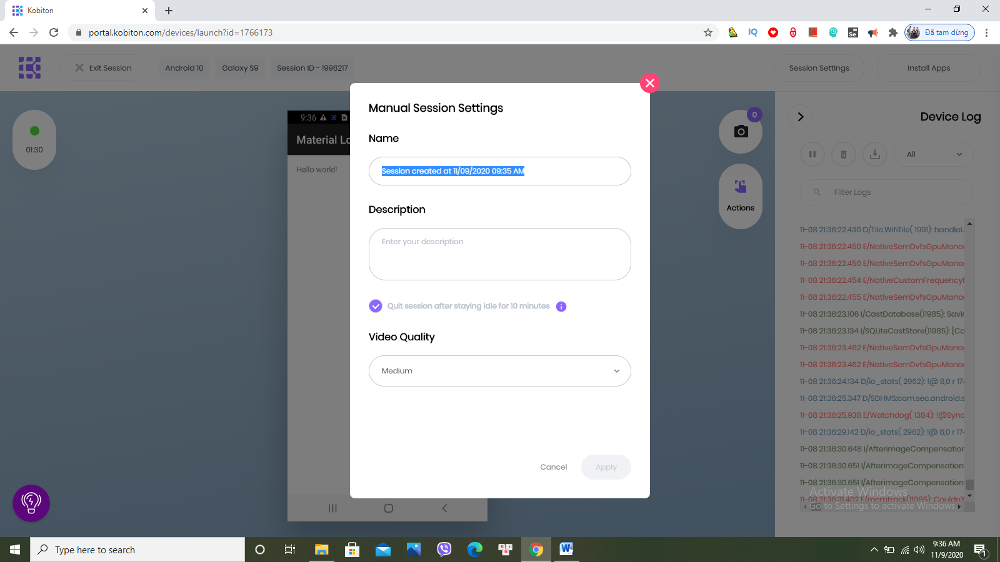 Kobiton
portal.kobiton.com/devices/launch?id=1766173
IQ
se
Đã tạm dừng
Exit Session
Android 10
Galaxy S9
Session ID - 1996217
Session Settings
Install Apps
01:30
9:36
Material Lo
Hello world!
Manual Session Settings
Name
Session created at 11/09/2020 09:35 AM
Description
Enter your description
Quit session after staying idle for 10 minutes
Video Quality
Medium
Cancel
Apply
0
Actions
Device Log
All
Filter Logs
11-08 21:36:22.430 D/Tile.WifiTile( 1991): handleU
11-08 21:36:22.450 E/NativeSemDvfsGpuManag
11-08 21:36:22.450 E/NativeSemDvfsGpuManag
11-08 21:36:22.454 E/NativeCustomFrequency
11-08 21:36:22.455 E/NativeSemDvfsGpuManag
11-08 21:36:23.106 I/CastDatabase(11985): Savin
11-08 21:36:23.134 I/SQLiteCastStore(11985): [Co
11-08 21:36:23.462 E/NativeSemDvfsGpuManag
11-08 21:36:23.462 E/NativeSemDvfsGpuManag
11-08 21:36:24.134 D/io_stats( 2962): !@ 8,0 r 174
11-08 21:36:25.347 D/SDHMS:com.sec.android.s
11-08 21:36:25.938 E/Watchdog( 1384): !@Sync
11-08 21:36:29.142 D/io_stats( 2962): !@ 8,0 r 174
11-08 21:36:30.648 I/AfterimageCompensation
11-08 21:36:30.651 I/AfterimageCompensation
11-08 21:36:30.651 I/AfterimageCompensation
11-08 21:36:31.402 E/memtrack(11985): Couldn't
Activate Windows
Go to Settings to activate Windows.
Type here to search
9:36 AM
11/9/2020
1